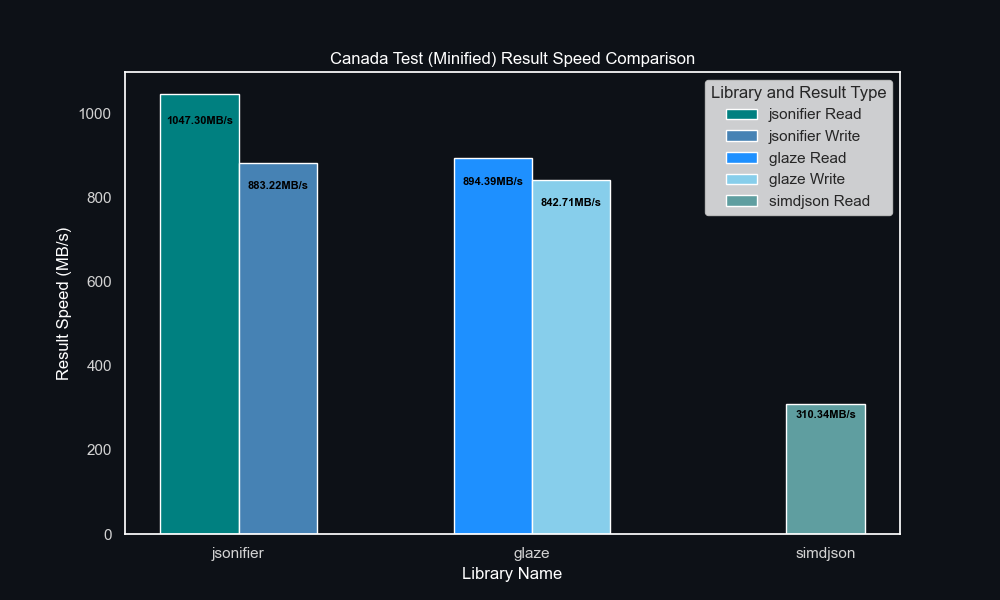 Canada Test (Minified) Result Speed Comparison
Library and Result Type
jsonifier Read
jsonifier Write
glaze Read
glaze Write
simdjson Read
1047.30MB/s
883.22MB/s
894.39MB/s
842.71MB/s
310.34MB/s
Result Speed (MB/s)
1000
800
600
400
200
0
jsonifier
glaze
simdjson
Library Name